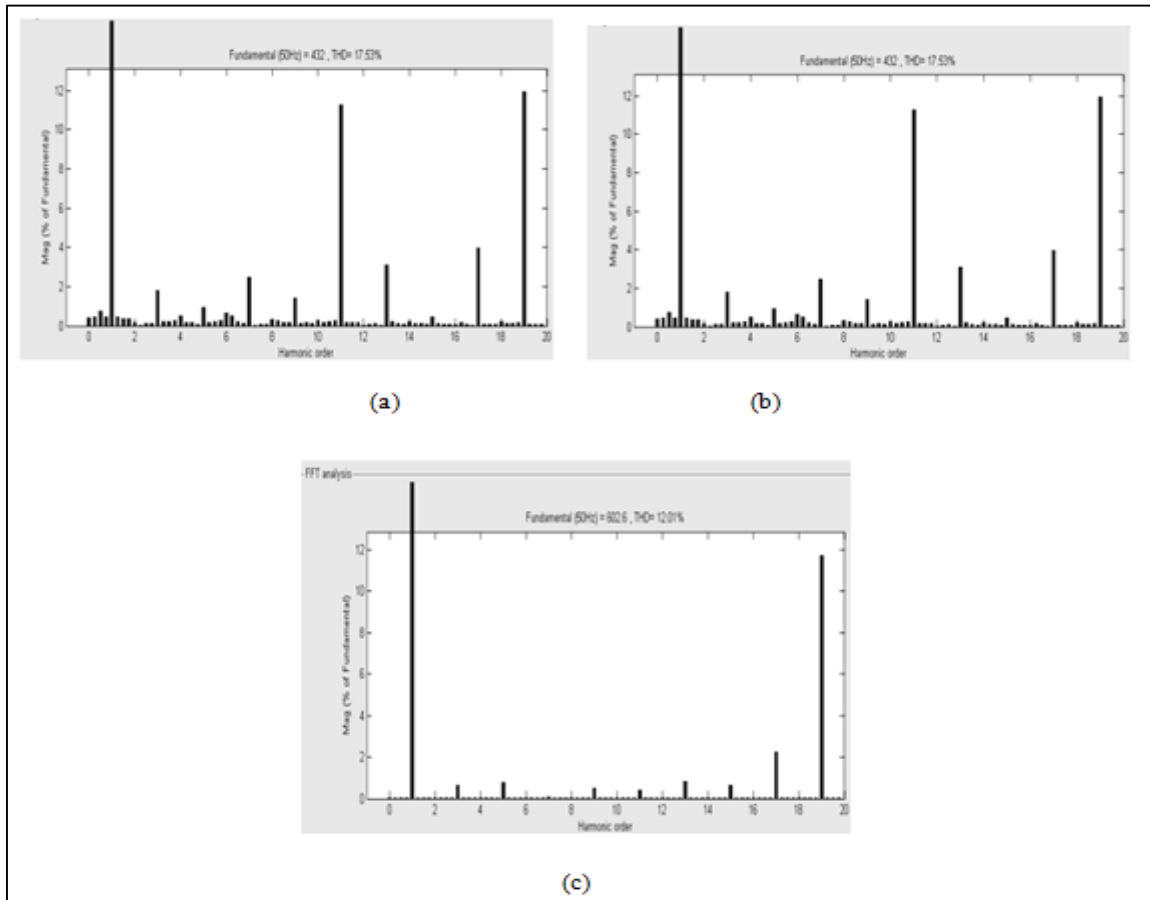 Fundamental (50Hz) = 432 , THD= 17.53%
12
10
8
6
4
2
0
Mag (% of Fundamental)
0 2 4 6 8 10 12 14 16 18 20
Harmonic order
(a)
Fundamental (50Hz) = 432 , THD= 17.53%
12
10
8
6
4
2
0
Mag (% of Fundamental)
0 2 4 6 8 10 12 14 16 18 20
Harmonic order
(b)
FFT analysis
Fundamental (50Hz) = 602.6 , THD= 12.01%
12
10
8
6
4
2
0
Mag (% of Fundamental)
0 2 4 6 8 10 12 14 16 18 20
Harmonic order
(c)